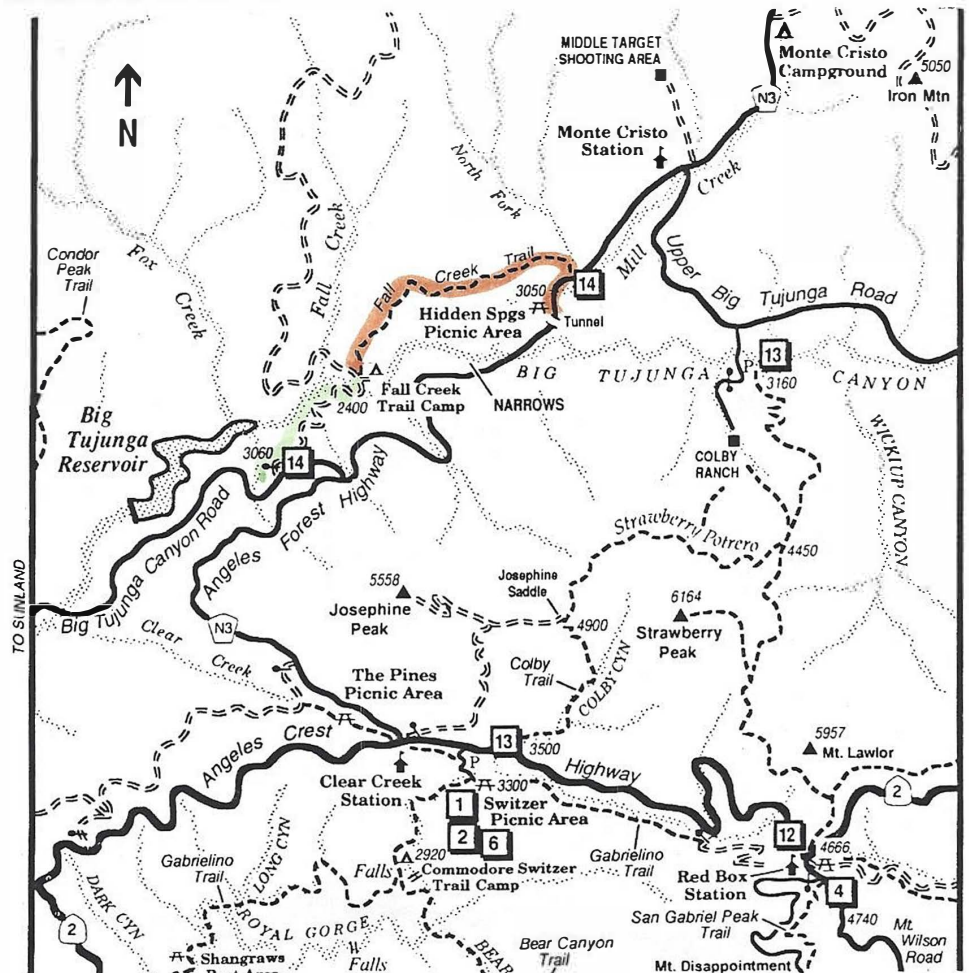 MIDDLE TARGET
SHOOTING AREA
Monte Cristo
Campground
5050
Iron Mtn
N3
N
Monte Cristo
Station
Creek
Mill
North
Fork
Condor
Peak
Trail
Fox
Creek
Fall
Creek
Fall Creek Trail
3050
14
Hidden Spgs
Picnic Area
Tunnel
Upper Big Tujunga Road
13
P
3160
BIG TUJUNGA CANYON
NARROWS
Fall Creek
Trail Camp
2400
Big
Tujunga
Reservoir
3060
14
COLBY
RANCH
WICKIUP CANYON
Big Tujunga Canyon Road
Angeles Forest Highway
Strawberry Potrero
4450
TO SUNLAND
5558
Josephine
Peak
Josephine
Saddle
4900
6164
Strawberry
Peak
Clear
Creek
N3
Colby
Trail
COLBY CYN
The Pines
Picnic Area
Angeles Crest Highway
13
3500
5957
Mt. Lawlor
Clear Creek
Station
P
3300
1
Switzer
Picnic Area
2
6
2
12
4666
Gabrielino
Trail
LONG CYN
Falls
2920
Commodore Switzer
Trail Camp
Gabrielino
Trail
Red Box
Station
4
4740
DARK CYN
2
ROYAL GORGE
San Gabriel Peak
Trail
Mt.
Wilson
Road
Shangraws
Falls
BEAR
Bear Canyon
Trail
Mt. Disappointment